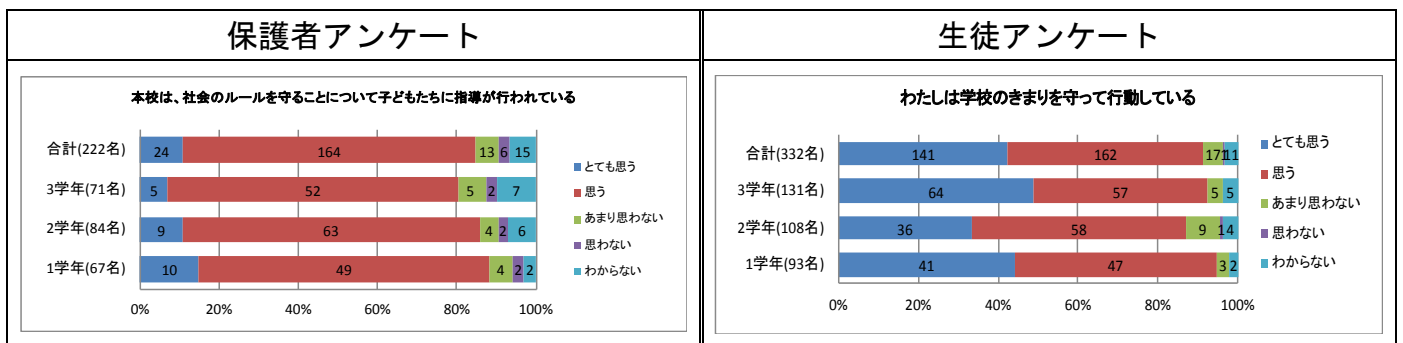 保護者アンケート
生徒アンケート
本校は、社会のルールを守ることについて子どもたちに指導が行われている
合計(222名) 24 164 13 6 15
3学年(71名) 5 52 5 2 7
2学年(84名) 9 63 4 2 6
1学年(67名) 10 49 4 2 2
0% 20% 40% 60% 80% 100%
とても思う
思う
あまり思わない
思わない
わからない
わたしは学校のきまりを守って行動している
合計(332名) 141 162 17 1 11
3学年(131名) 64 57 5 5
2学年(108名) 36 58 9 1 4
1学年(93名) 41 47 3 2
0% 20% 40% 60% 80% 100%
とても思う
思う
あまり思わない
思わない
わからない